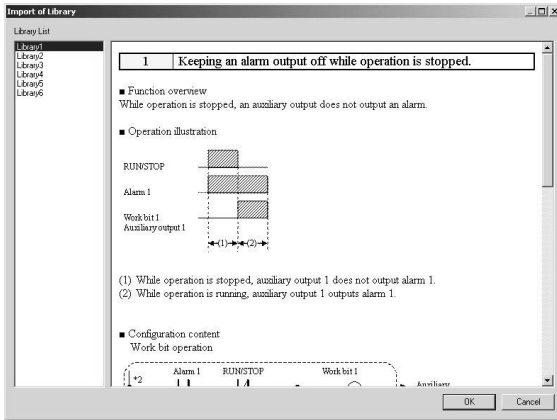 Import of Library
Library List
Library1
Library2
Library3
Library4
Library5
Library6
1 Keeping an alarm output off while operation is stopped.
■ Function overview
While operation is stopped, an auxiliary output does not output an alarm.
■ Operation illustration
RUN/STOP
Alarm 1
Work bit 1
Auxiliary output 1
(1) (2)
(1) While operation is stopped, auxiliary output 1 does not output alarm 1.
(2) While operation is running, auxiliary output 1 outputs alarm 1.
■ Configuration content
Work bit operation
*2 Alarm 1 RUN/STOP Work bit 1
Auxiliary
OK Cancel